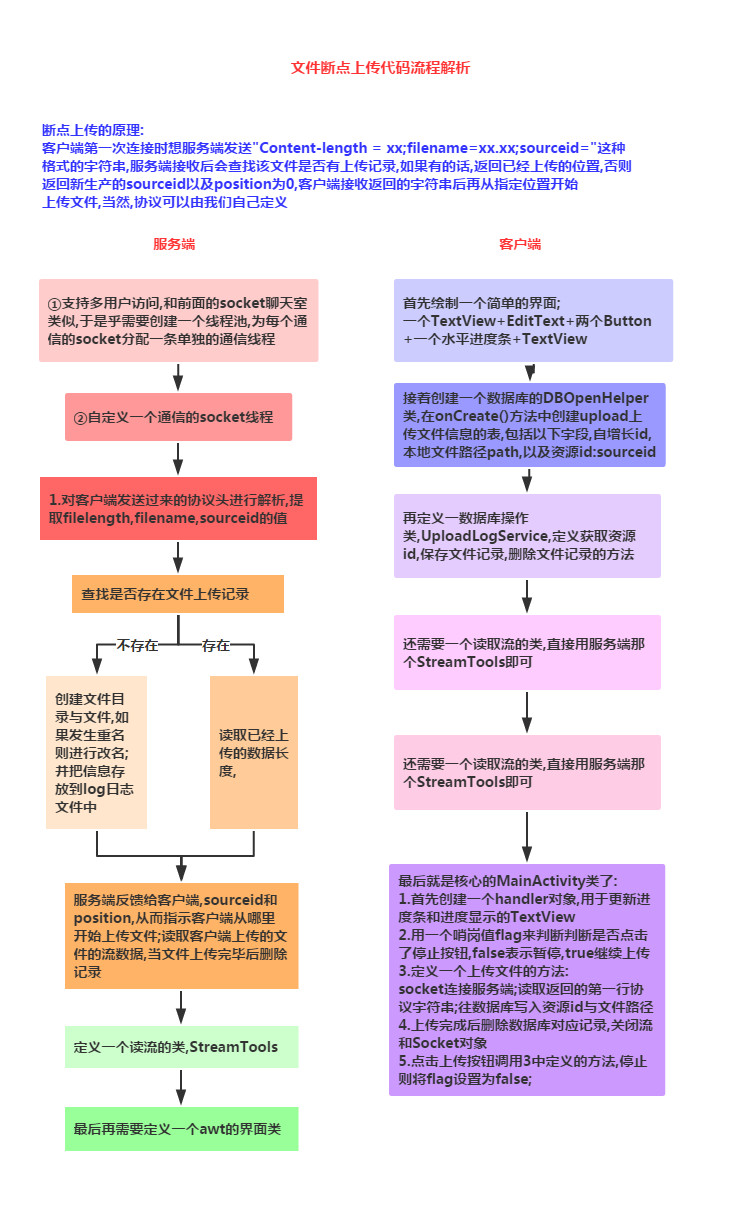 文件断点上传代码流程解析
断点上传的原理:
客户端第一次连接时想服务端发送"Content-length = xx;filename=xx.xx;sourceid="这种
格式的字符串,服务端接收后会查找该文件是否有上传记录,如果有的话,返回已经上传的位置,否则
返回新生产的sourceid以及position为0,客户端接收返回的字符串后再从指定位置开始
上传文件,当然,协议可以由我们自己定义
服务端
①支持多用户访问,和前面的socket聊天室
类似,于是乎需要创建一个线程池,为每个通
信的socket分配一条单独的通信线程
②自定义一个通信的socket线程
1.对客户端发送过来的协议头进行解析,提
取filelength,filename,sourceid的值
查找是否存在文件上传记录
不存在
存在
创建文件目
录与文件,如
果发生重名
则进行改名;
并把信息存
放到log日志
文件中
读取已经上
传的数据长
度,
服务端反馈给客户端,sourceid和
position,从而指示客户端从哪里
开始上传文件;读取客户端上传的文
件的流数据,当文件上传完毕后删除
记录
定义一个读流的类,StreamTools
最后再需要定义一个awt的界面类
客户端
首先绘制一个简单的界面;
一个TextView+EditText+两个Button
+一个水平进度条+TextView
接着创建一个数据库的DBOpenHelper
类,在onCreate()方法中创建upload上
传文件信息的表,包括以下字段,自增长id,
本地文件路径path,以及资源id:sourceid
再定义一数据库操作
类,UploadLogService,定义获取资源
id,保存文件记录,删除文件记录的方法
还需要一个读取流的类,直接用服务端那
个StreamTools即可
还需要一个读取流的类,直接用服务端那
个StreamTools即可
最后就是核心的MainActivity类了:
1.首先创建一个handler对象,用于更新进
度条和进度显示的TextView
2.用一个哨岗值flag来判断判断是否点击
了停止按钮,false表示暂停,true继续上传
3.定义一个上传文件的方法:
socket连接服务端;读取返回的第一行协
议字符串;往数据库写入资源id与文件路径
4.上传完成后删除数据库对应记录,关闭流
和Socket对象
5.点击上传按钮调用3中定义的方法,停止
则将flag设置为false;